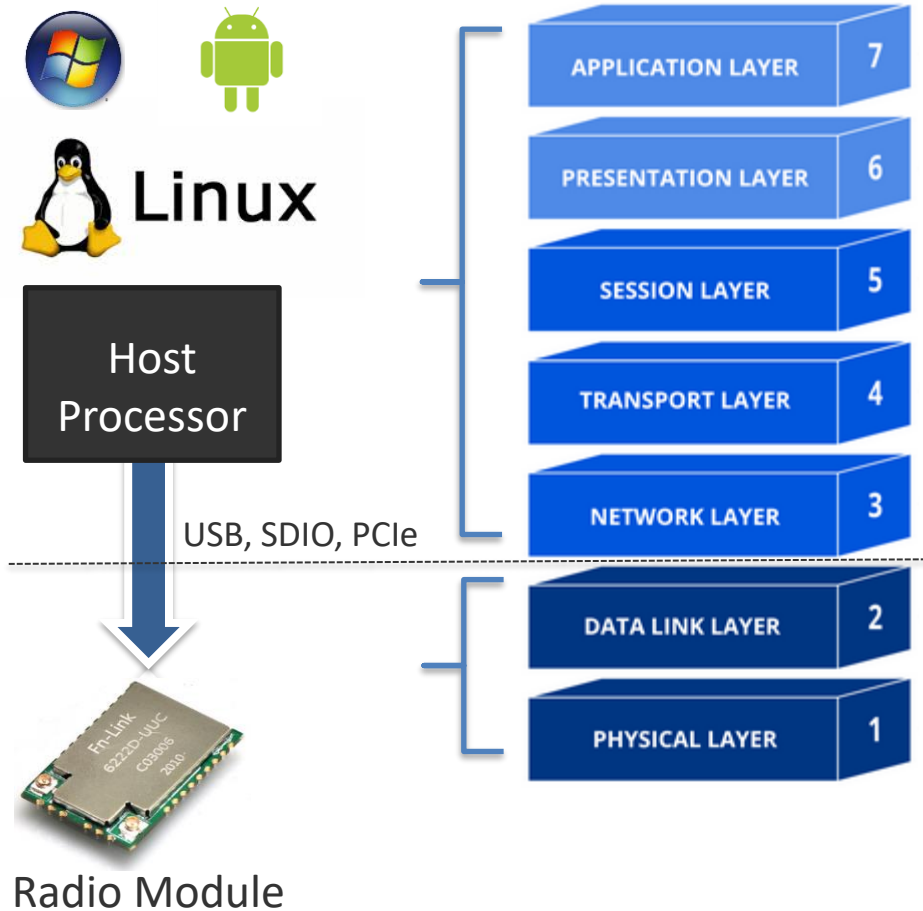 APPLICATION LAYER 7
PRESENTATION LAYER 6
Linux
SESSION LAYER 5
Host
Processor
TRANSPORT LAYER 4
NETWORK LAYER 3
USB, SDIO, PCIe
DATA LINK LAYER 2
Fn-Link
6222D-UUC
C03006
2010
PHYSICAL LAYER 1
Radio Module